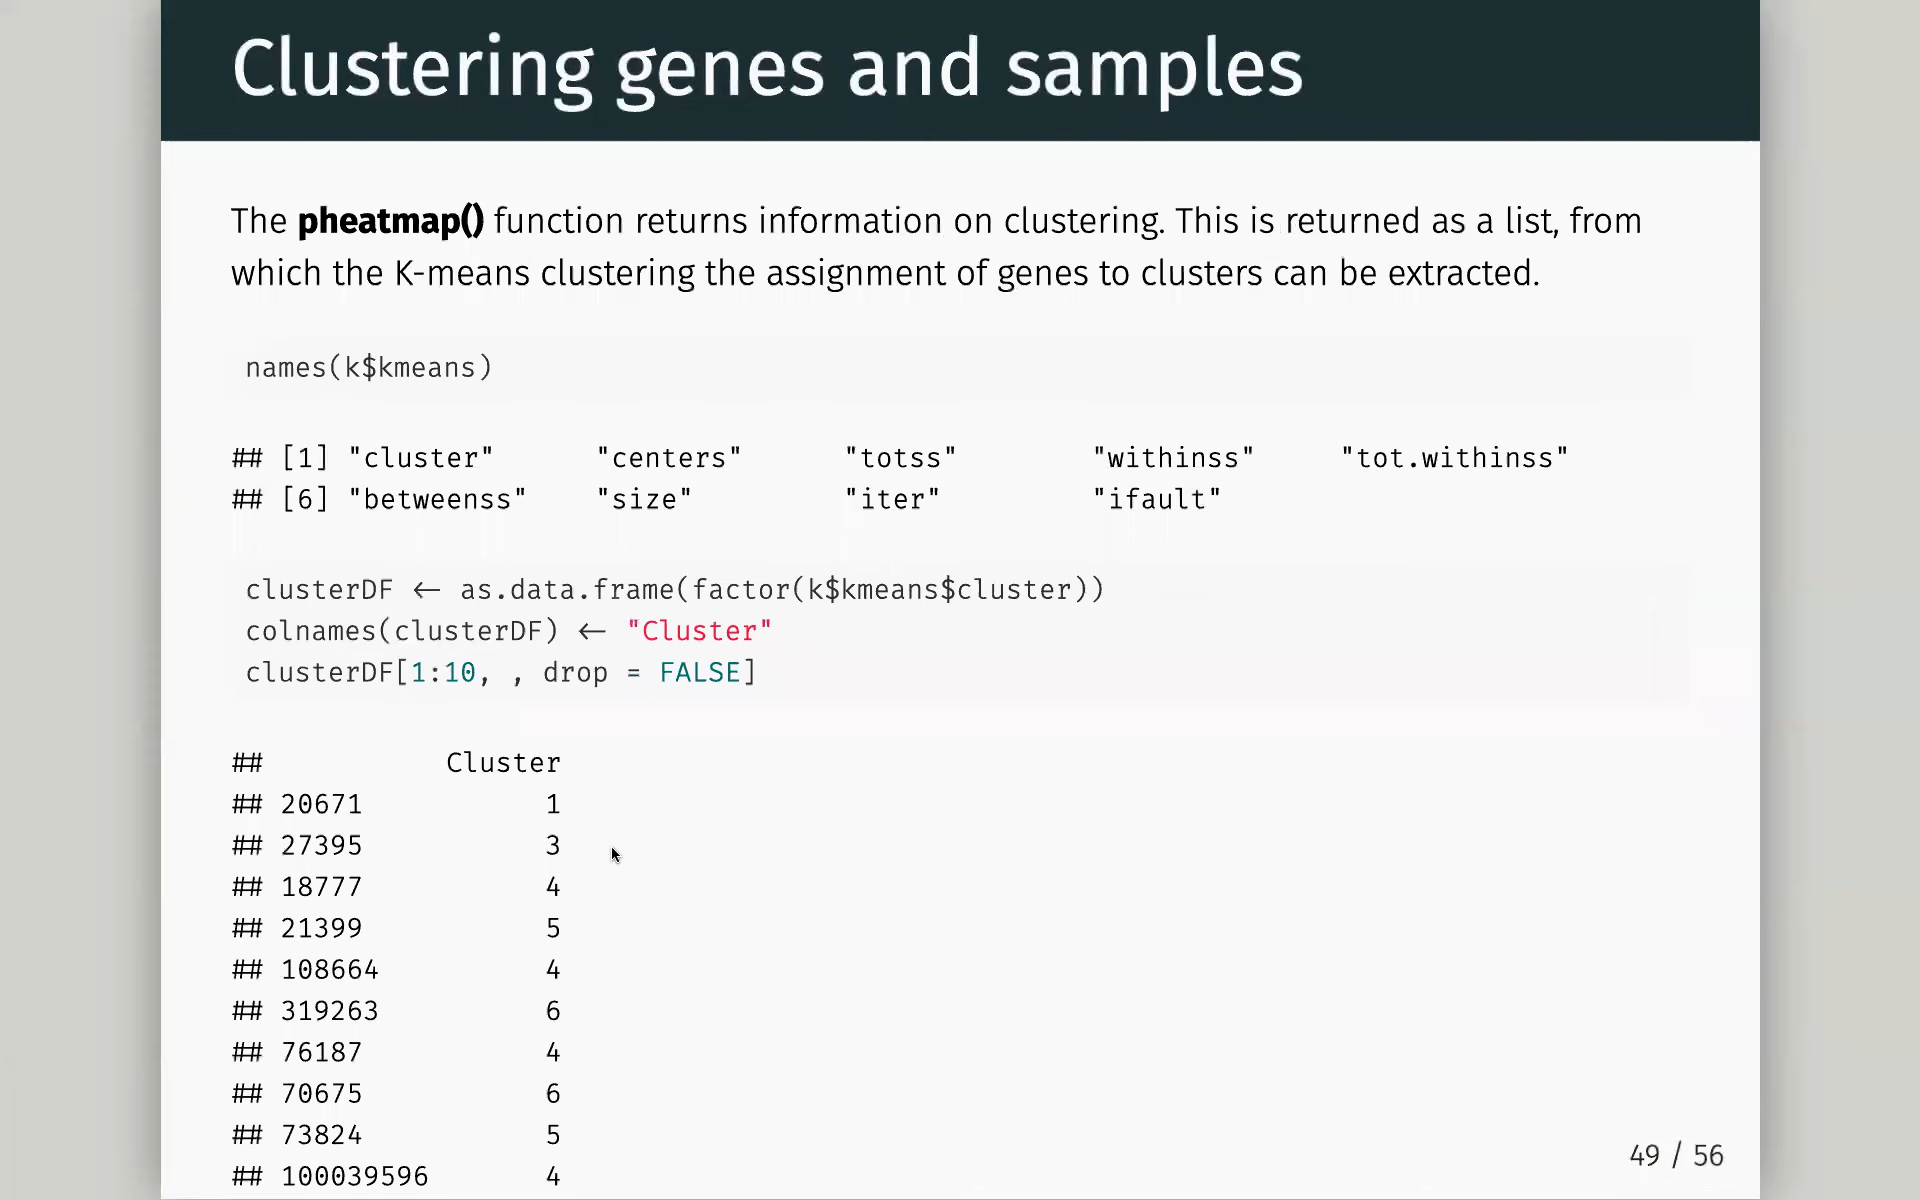 Clustering genes and samples
The pheatmap() function returns information on clustering. This is returned as a list, from
which the K-means clustering the assignment of genes to clusters can be extracted.
names(k$kmeans)
## [1] "cluster" "centers" "totss" "withinss" "tot.withinss"
## [6] "betweenss" "size" "iter" "ifault"
clusterDF <- as.data.frame(factor(k$kmeans$cluster))
colnames(clusterDF) <- "Cluster"
clusterDF[1:10, , drop = FALSE]
## Cluster
## 20671 1
## 27395 3
## 18777 4
## 21399 5
## 108664 4
## 319263 6
## 76187 4
## 70675 6
## 73824 5
## 100039596 4
49 / 56